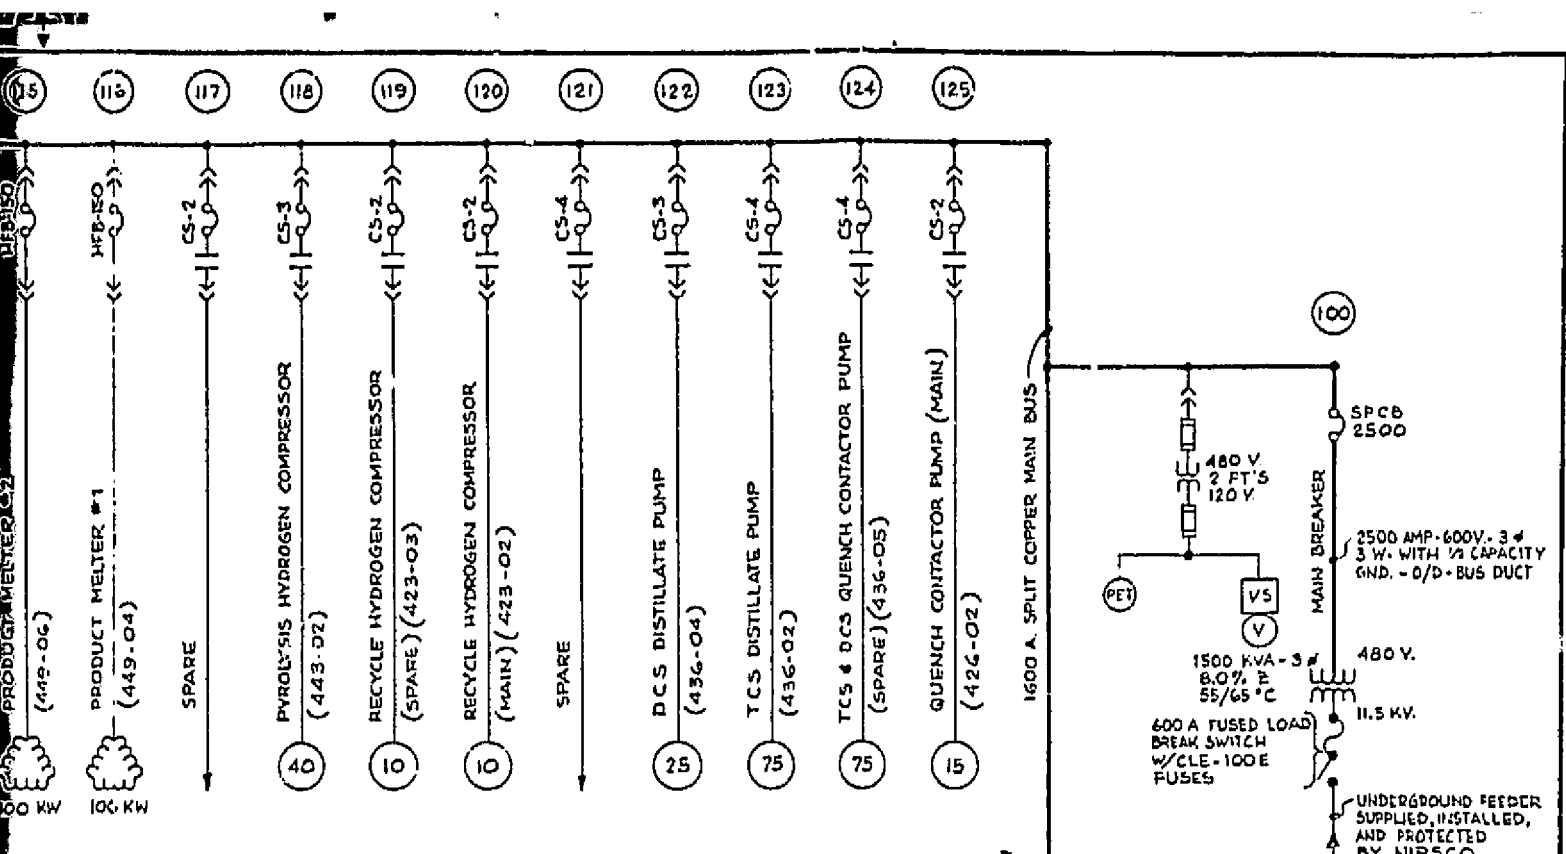 115
116
117
118
119
120
121
122
123
124
125
HFB-150
HFB-150
CS-2
CS-3
CS-2
CS-2
CS-4
CS-3
CS-4
CS-4
CS-2
PRODUCT MELTER #2
(449-06)
PRODUCT MELTER #1
(449-04)
SPARE
PYROLYSIS HYDROGEN COMPRESSOR
(443-02)
RECYCLE HYDROGEN COMPRESSOR
(SPARE)(423-03)
RECYCLE HYDROGEN COMPRESSOR
(MAIN)(423-02)
SPARE
DCS DISTILLATE PUMP
(436-04)
TCS DISTILLATE PUMP
(436-02)
TCS & DCS QUENCH CONTACTOR PUMP
(SPARE)(436-05)
QUENCH CONTACTOR PUMP (MAIN)
(426-02)
1600 A. SPLIT COPPER MAIN BUS
00 KW
100 KW
40
10
10
25
75
75
15
100
SPCB
2500
480 V.
2 PT'S
120 V.
PET
VS
V
MAIN BREAKER
2500 AMP-600V.-3 ø
3 W. WITH 1/2 CAPACITY
GND. - O/D-BUS DUCT
1500 KVA-3 ø
8.0% Z
55/65 °C
480 V.
11.5 KV.
600 A FUSED LOAD
BREAK SWITCH
W/CLE-100E
FUSES
UNDERGROUND FEEDER
SUPPLIED, INSTALLED,
AND PROTECTED
BY NIPSCO